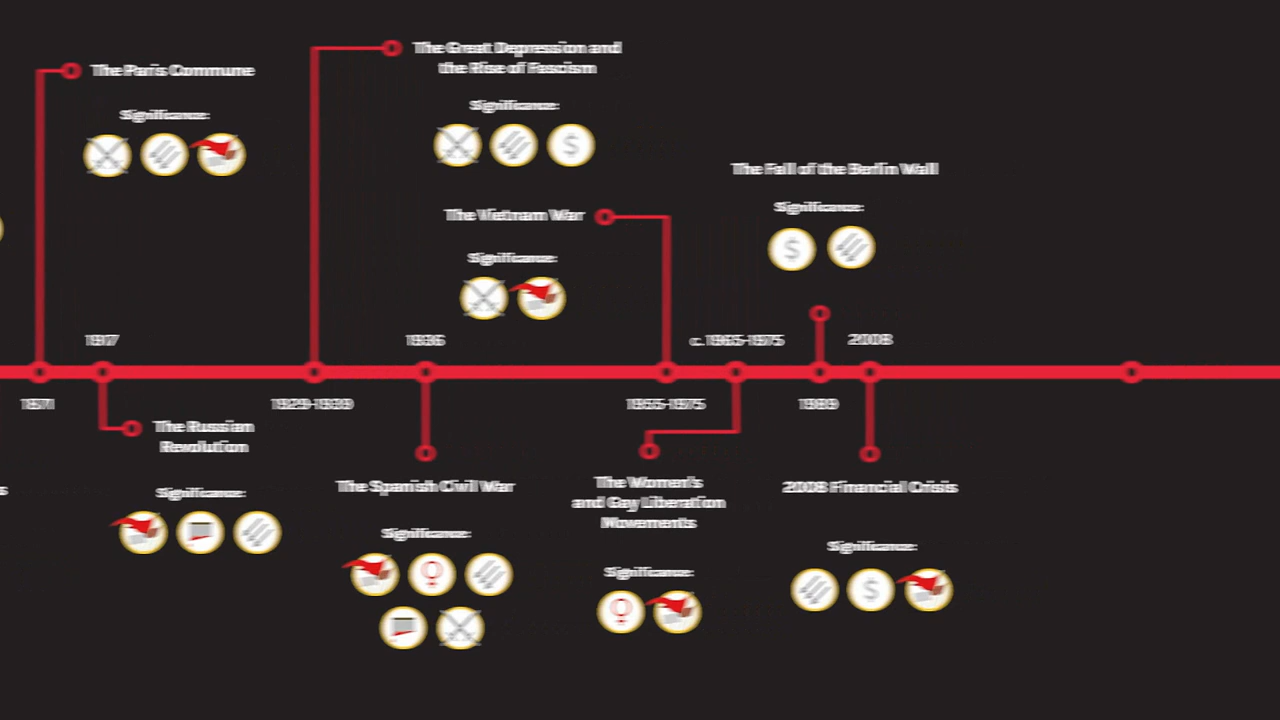 The Paris Commune
Significance:
The Great Depression and
the Rise of Fascism
Significance:
The Vietnam War
Significance:
The Fall of the Berlin Wall
Significance:
1917
1936
c. 1965-1975
2008
1871
1929-1939
1955-1975
1989
The Russian
Revolution
Significance:
The Spanish Civil War
Significance:
The Women's
and Gay Liberation
Movements
Significance:
2008 Financial Crisis
Significance: